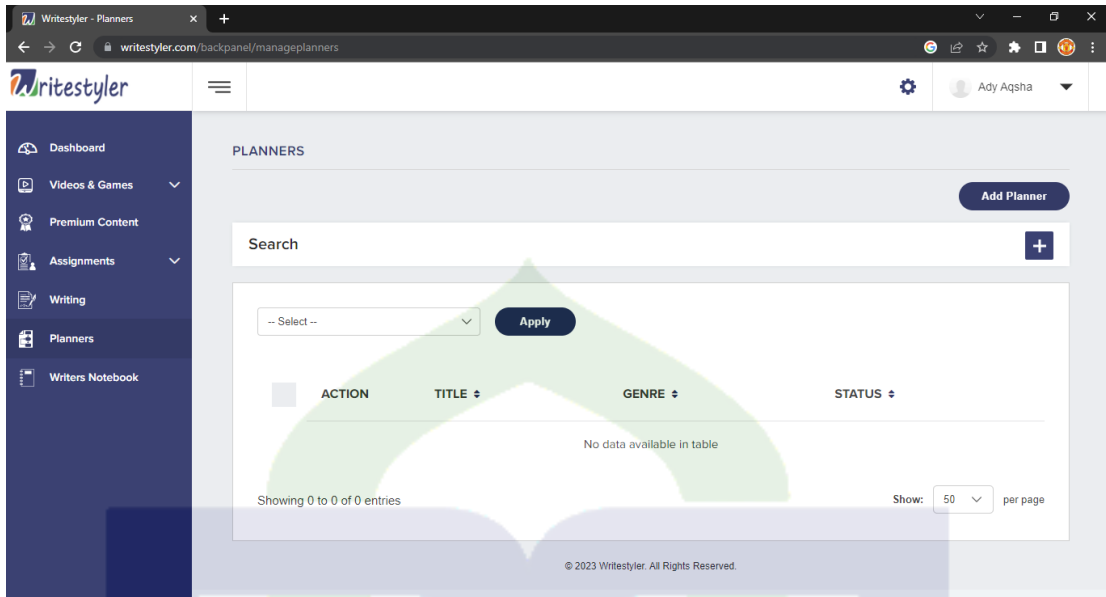 Writestyler - Planners
writestyler.com/backpanel/manageplanners
Writestyler
Ady Aqsha
Dashboard
Videos & Games
Premium Content
Assignments
Writing
Planners
Writers Notebook
PLANNERS
Add Planner
Search
-- Select --
Apply
ACTION TITLE GENRE STATUS
No data available in table
Showing 0 to 0 of 0 entries
Show: 50 per page
© 2023 Writestyler. All Rights Reserved.